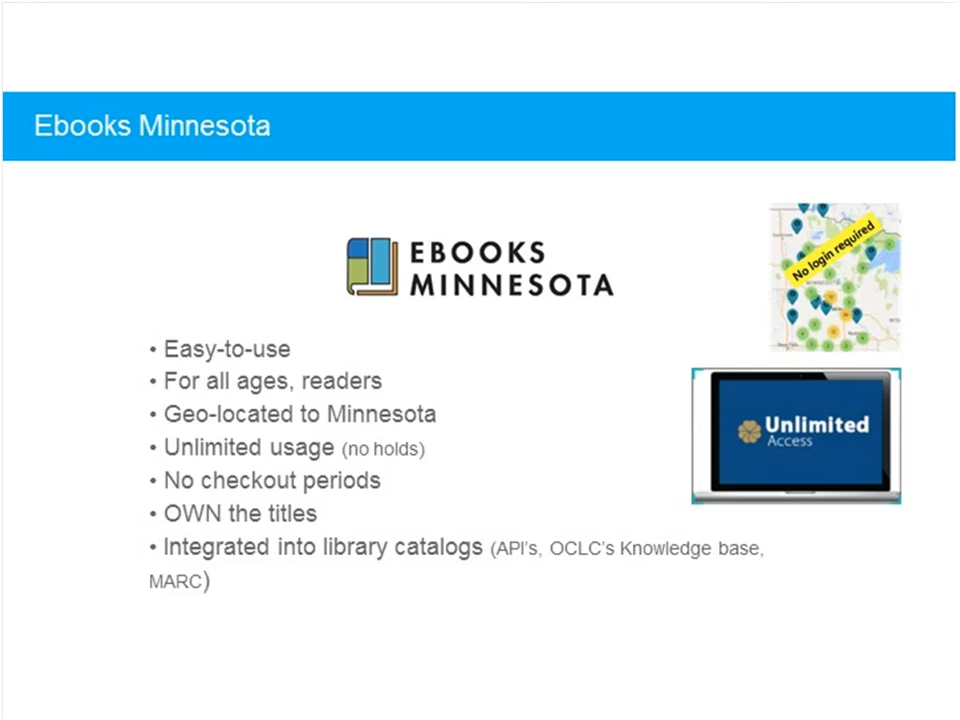 Ebooks Minnesota
EBOOKS
MINNESOTA
No login required
• Easy-to-use
• For all ages, readers
• Geo-located to Minnesota
• Unlimited usage (no holds)
• No checkout periods
• OWN the titles
• Integrated into library catalogs (API's, OCLC's Knowledge base,
MARC)
Unlimited
Access